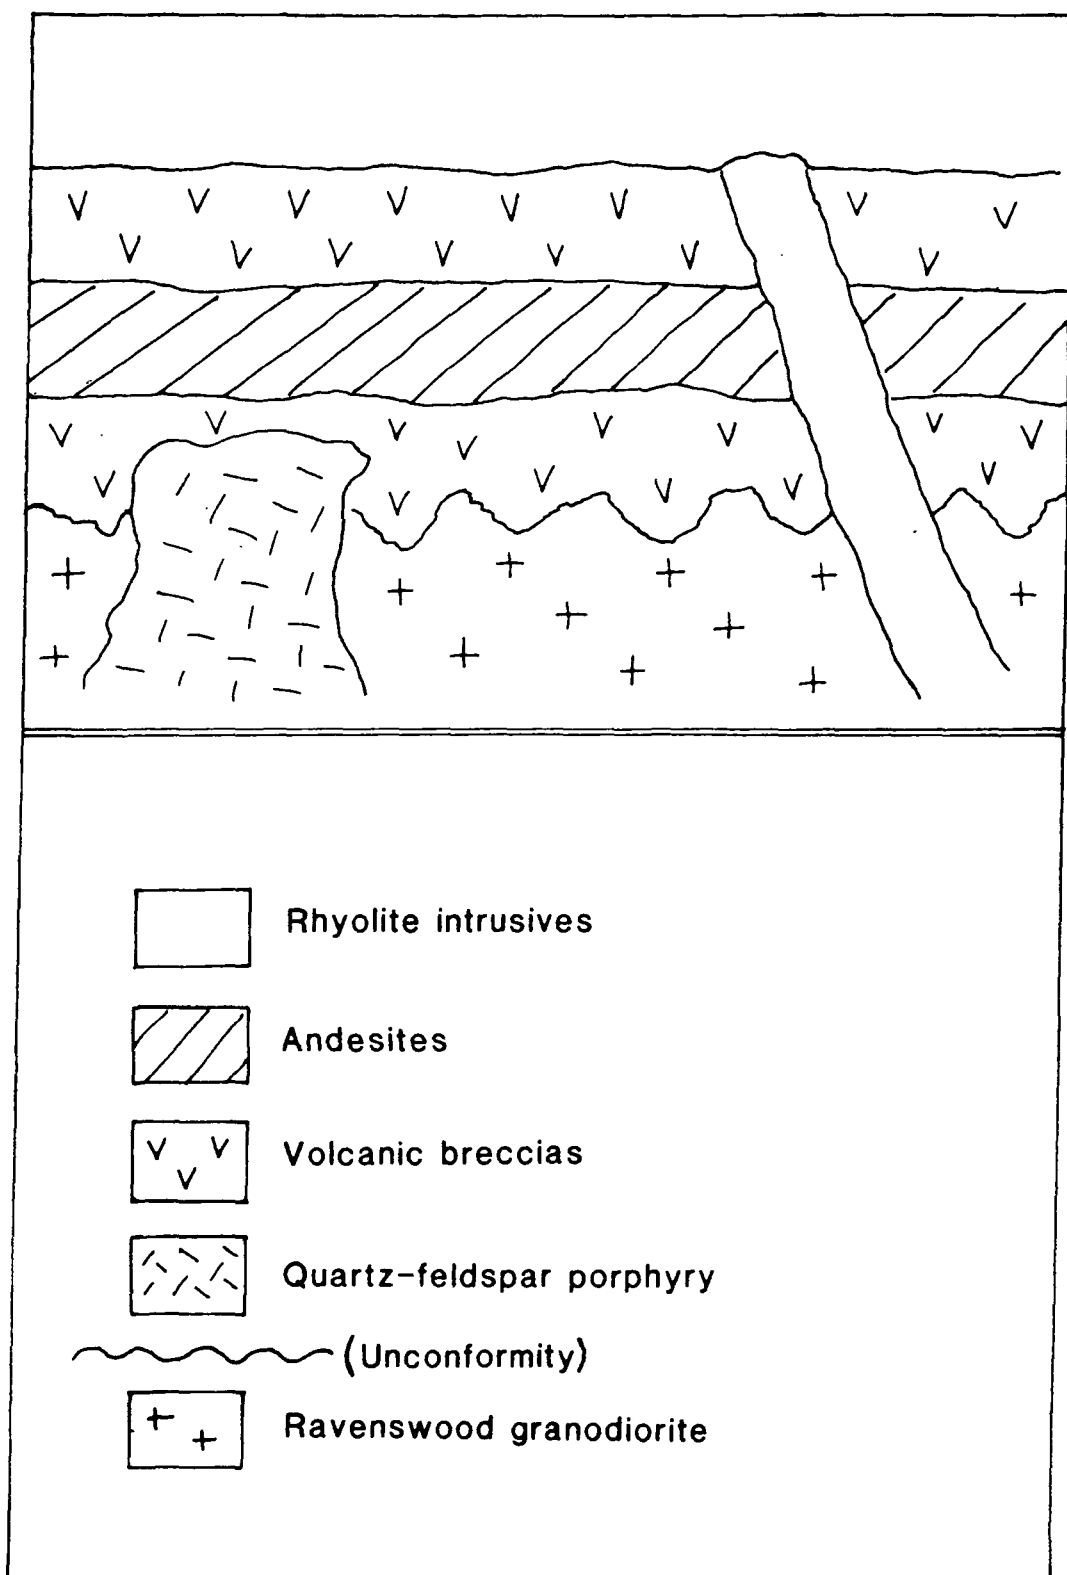 Rhyolite intrusives
Andesites
Volcanic breccias
Quartz-feldspar porphyry
(Unconformity)
Ravenswood granodiorite